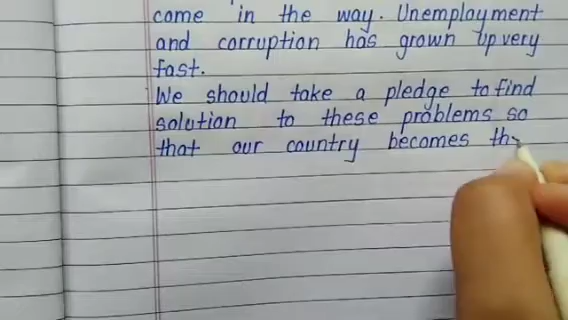 come in the way. Unemployment
and corruption has grown up very
fast.
We should take a pledge to find
solution to these problems so
that our country becomes